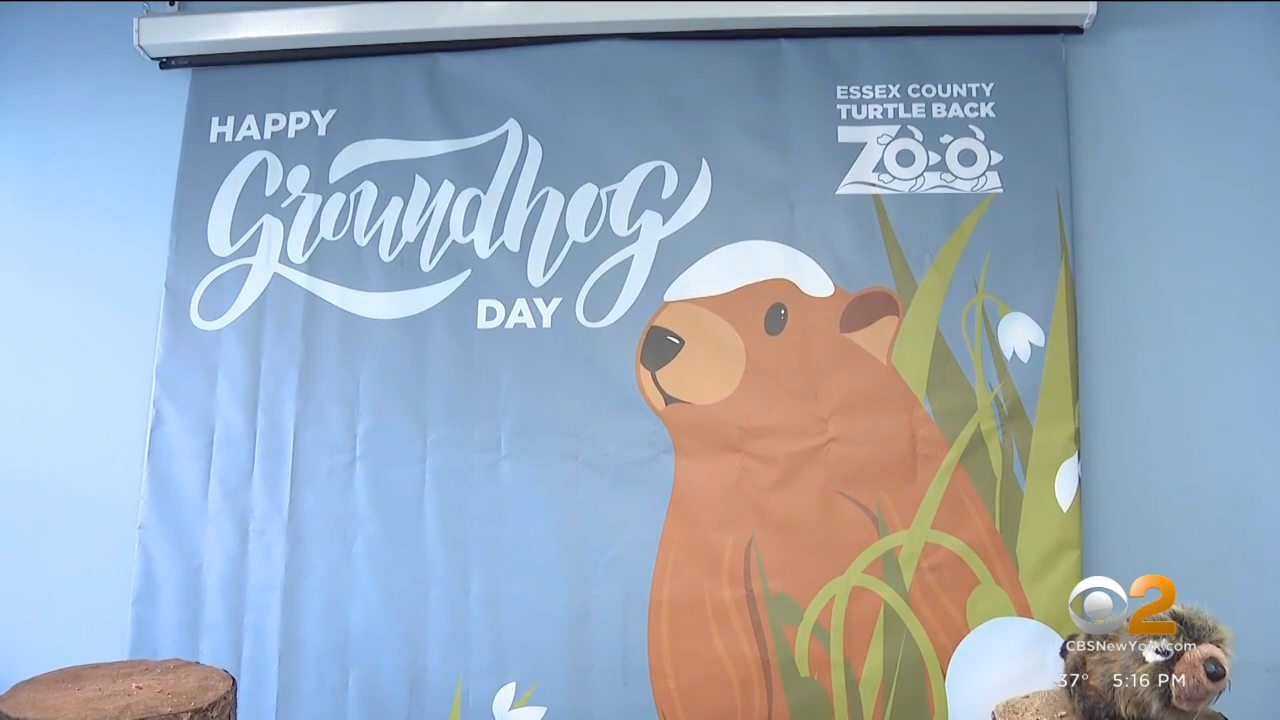 HAPPY
Groundhog
DAY
ESSEX COUNTY
TURTLE BACK
ZOO
2
CBSNewYork.com
37° 5:16 PM